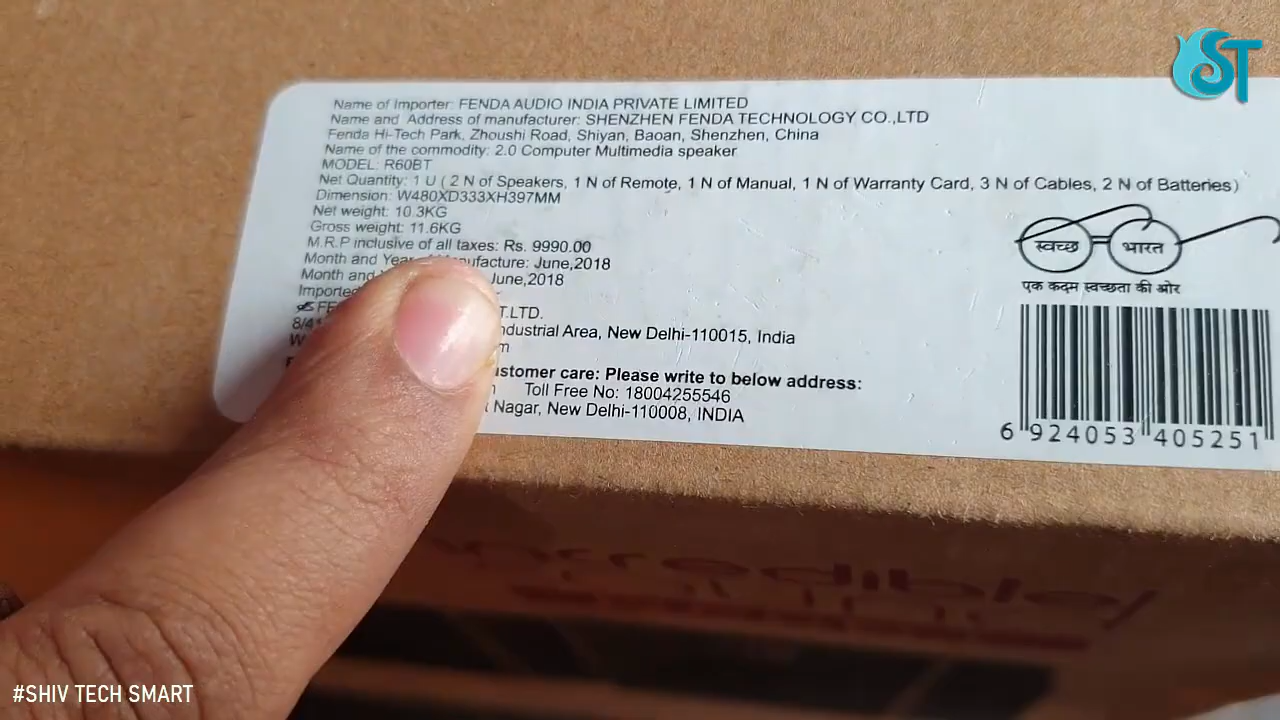 ST
Name of Importer: FENDA AUDIO INDIA PRIVATE LIMITED
Name and Address of manufacturer: SHENZHEN FENDA TECHNOLOGY CO.,LTD
Fenda Hi-Tech Park, Zhoushi Road, Shiyan, Baoan, Shenzhen, China
Name of the commodity: 2.0 Computer Multimedia speaker
MODEL: R60BT
Net Quantity: 1 U ( 2 N of Speakers, 1 N of Remote, 1 N of Manual, 1 N of Warranty Card, 3 N of Cables, 2 N of Batteries)
Dimension: W480XD333XH397MM
Net weight: 10.3KG
Gross weight: 11.6KG
M.R.P inclusive of all taxes: Rs. 9990.00
Month and Year of Manufacture: June,2018
Month and June,2018
Imported
T.LTD.
8/4 Industrial Area, New Delhi-110015, India
customer care: Please write to below address:
Toll Free No: 18004255546
Nagar, New Delhi-110008, INDIA
स्वच्छ भारत
एक कदम स्वच्छता की ओर
6 924053 405251
#SHIV TECH SMART